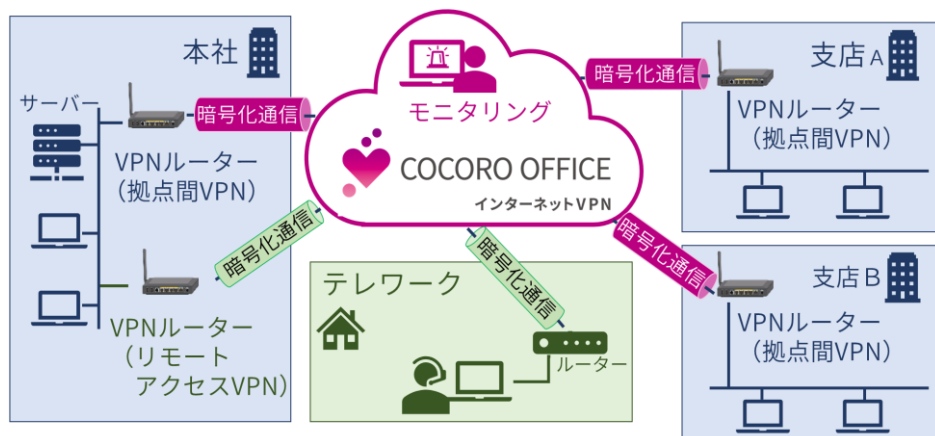 本社
サーバー
暗号化通信
VPNルーター
（拠点間VPN）
暗号化通信
VPNルーター
（リモート
アクセスVPN）
モニタリング
COCORO OFFICE
インターネットVPN
暗号化通信
テレワーク
ルーター
暗号化通信
支店A
VPNルーター
（拠点間VPN）
暗号化通信
支店B
VPNルーター
（拠点間VPN）